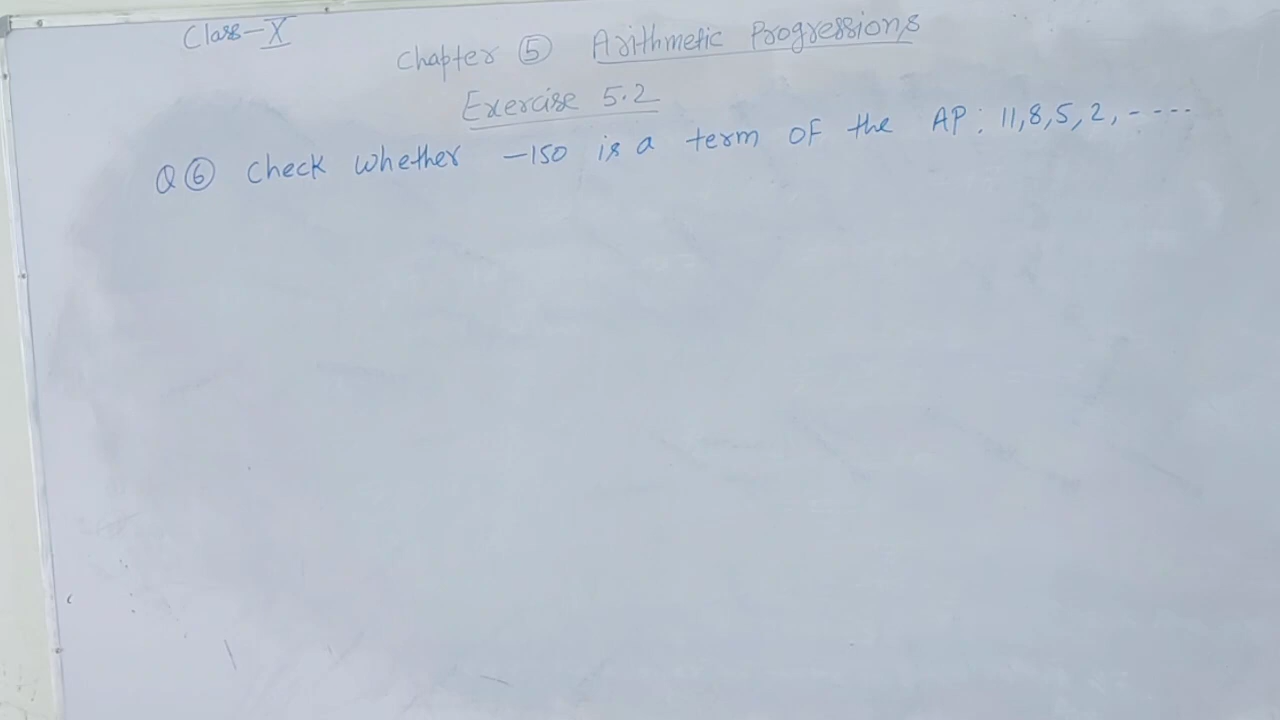 Class-X
Chapter ⑤ Arithmetic Progressions
Exercise 5.2
Q⑥ Check whether -150 is a term of the AP: 11,8,5,2,-----